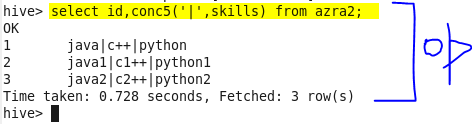 hive> select id,conc5('|',skills) from azra2;
OK
1       java|c++|python
2       java1|c1++|python1
3       java2|c2++|python2
Time taken: 0.728 seconds, Fetched: 3 row(s)
hive>
o/p